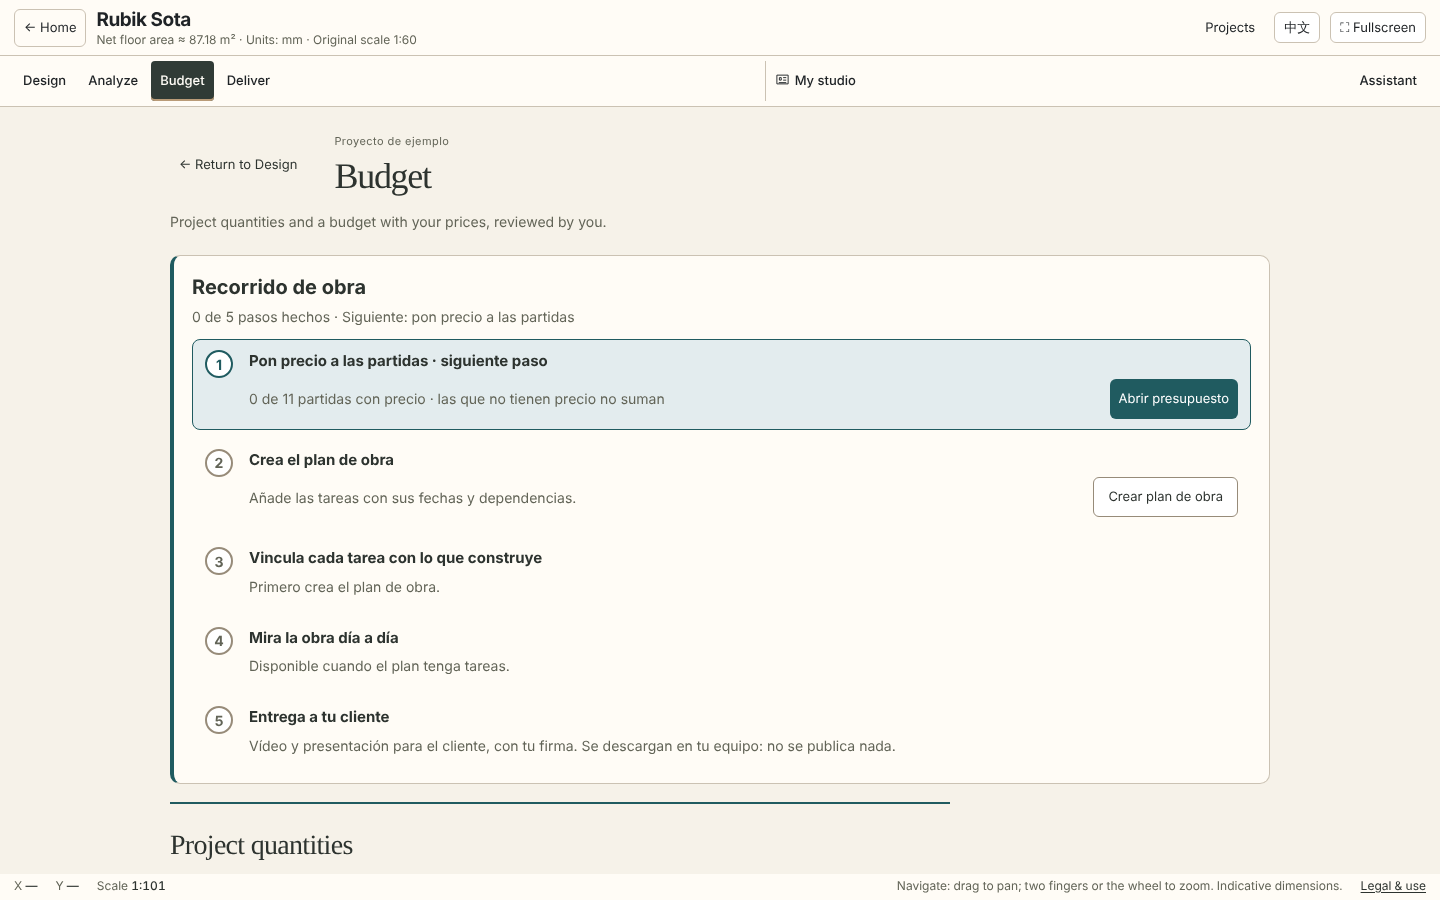 ← Home
Rubik Sota
Net floor area ≈ 87.18 m² · Units: mm · Original scale 1:60
Projects
中文
Fullscreen
Design
Analyze
Budget
Deliver
My studio
Assistant
← Return to Design
Proyecto de ejemplo
Budget
Project quantities and a budget with your prices, reviewed by you.
Recorrido de obra
0 de 5 pasos hechos · Siguiente: pon precio a las partidas
1
Pon precio a las partidas · siguiente paso
0 de 11 partidas con precio · las que no tienen precio no suman
Abrir presupuesto
2
Crea el plan de obra
Añade las tareas con sus fechas y dependencias.
Crear plan de obra
3
Vincula cada tarea con lo que construye
Primero crea el plan de obra.
4
Mira la obra día a día
Disponible cuando el plan tenga tareas.
5
Entrega a tu cliente
Vídeo y presentación para el cliente, con tu firma. Se descargan en tu equipo: no se publica nada.
Project quantities
X — Y — Scale 1:101
Navigate: drag to pan; two fingers or the wheel to zoom. Indicative dimensions.
Legal & use